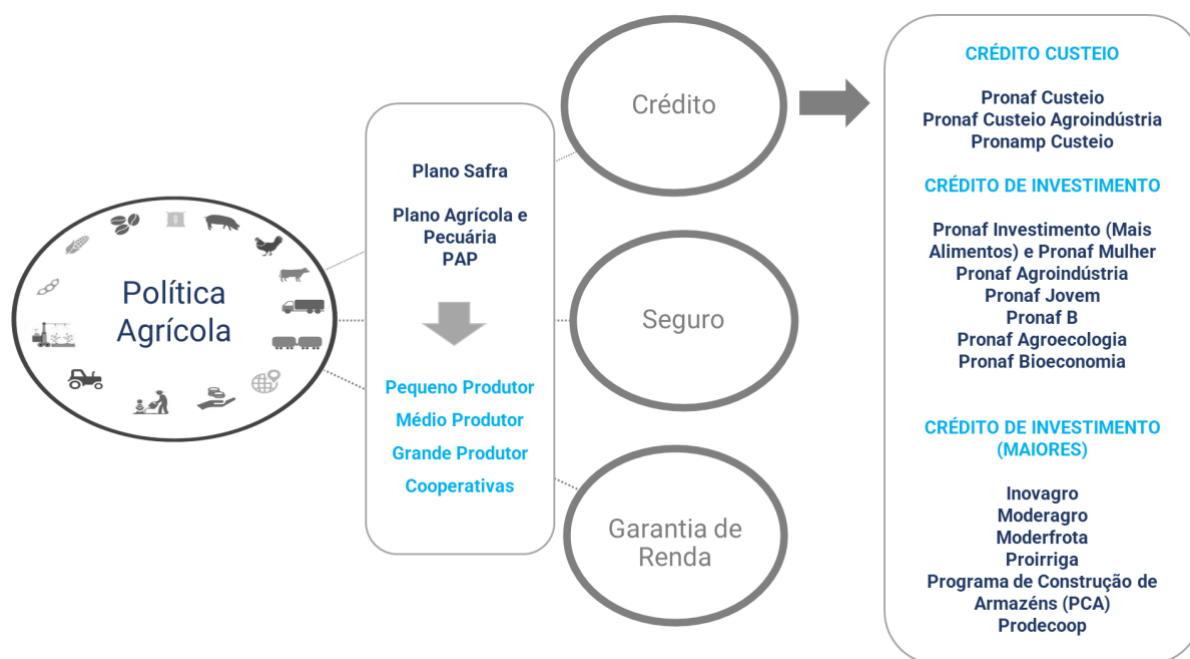 Política
Agrícola
Plano Safra
Plano Agrícola e
Pecuária
PAP
Pequeno Produtor
Médio Produtor
Grande Produtor
Cooperativas
Crédito
Seguro
Garantia de
Renda
CRÉDITO CUSTEIO
Pronaf Custeio
Pronaf Custeio Agroindústria
Pronamp Custeio
CRÉDITO DE INVESTIMENTO
Pronaf Investimento (Mais
Alimentos) e Pronaf Mulher
Pronaf Agroindústria
Pronaf Jovem
Pronaf B
Pronaf Agroecologia
Pronaf Bioeconomia
CRÉDITO DE INVESTIMENTO
(MAIORES)
Inovagro
Moderagro
Moderfrota
Proirriga
Programa de Construção de
Armazéns (PCA)
Prodecoop